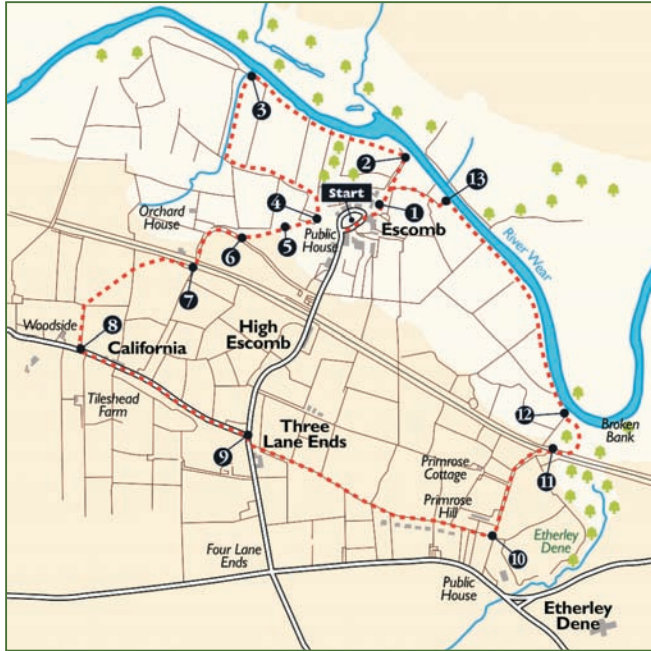 3
2
13
Start
4
1
Orchard
House
Public
House
Escomb
5
6
River Wear
7
High
Escomb
Woodside
8
California
Tileshead
Farm
12
Broken
Bank
Three
Lane Ends
9
11
Primrose
Cottage
Primrose
Hill
10
Etherley
Dene
Four Lane
Ends
Public
House
Etherley
Dene